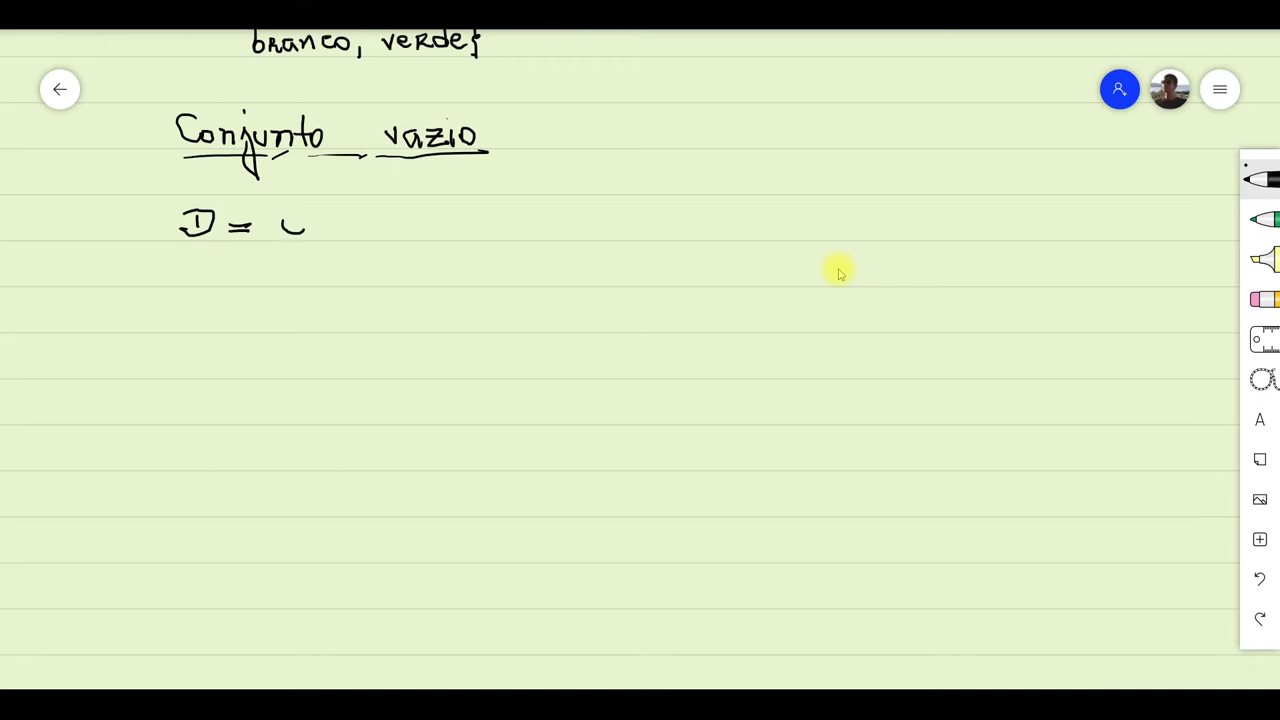 branco, verde}
Conjunto vazio
D =
A